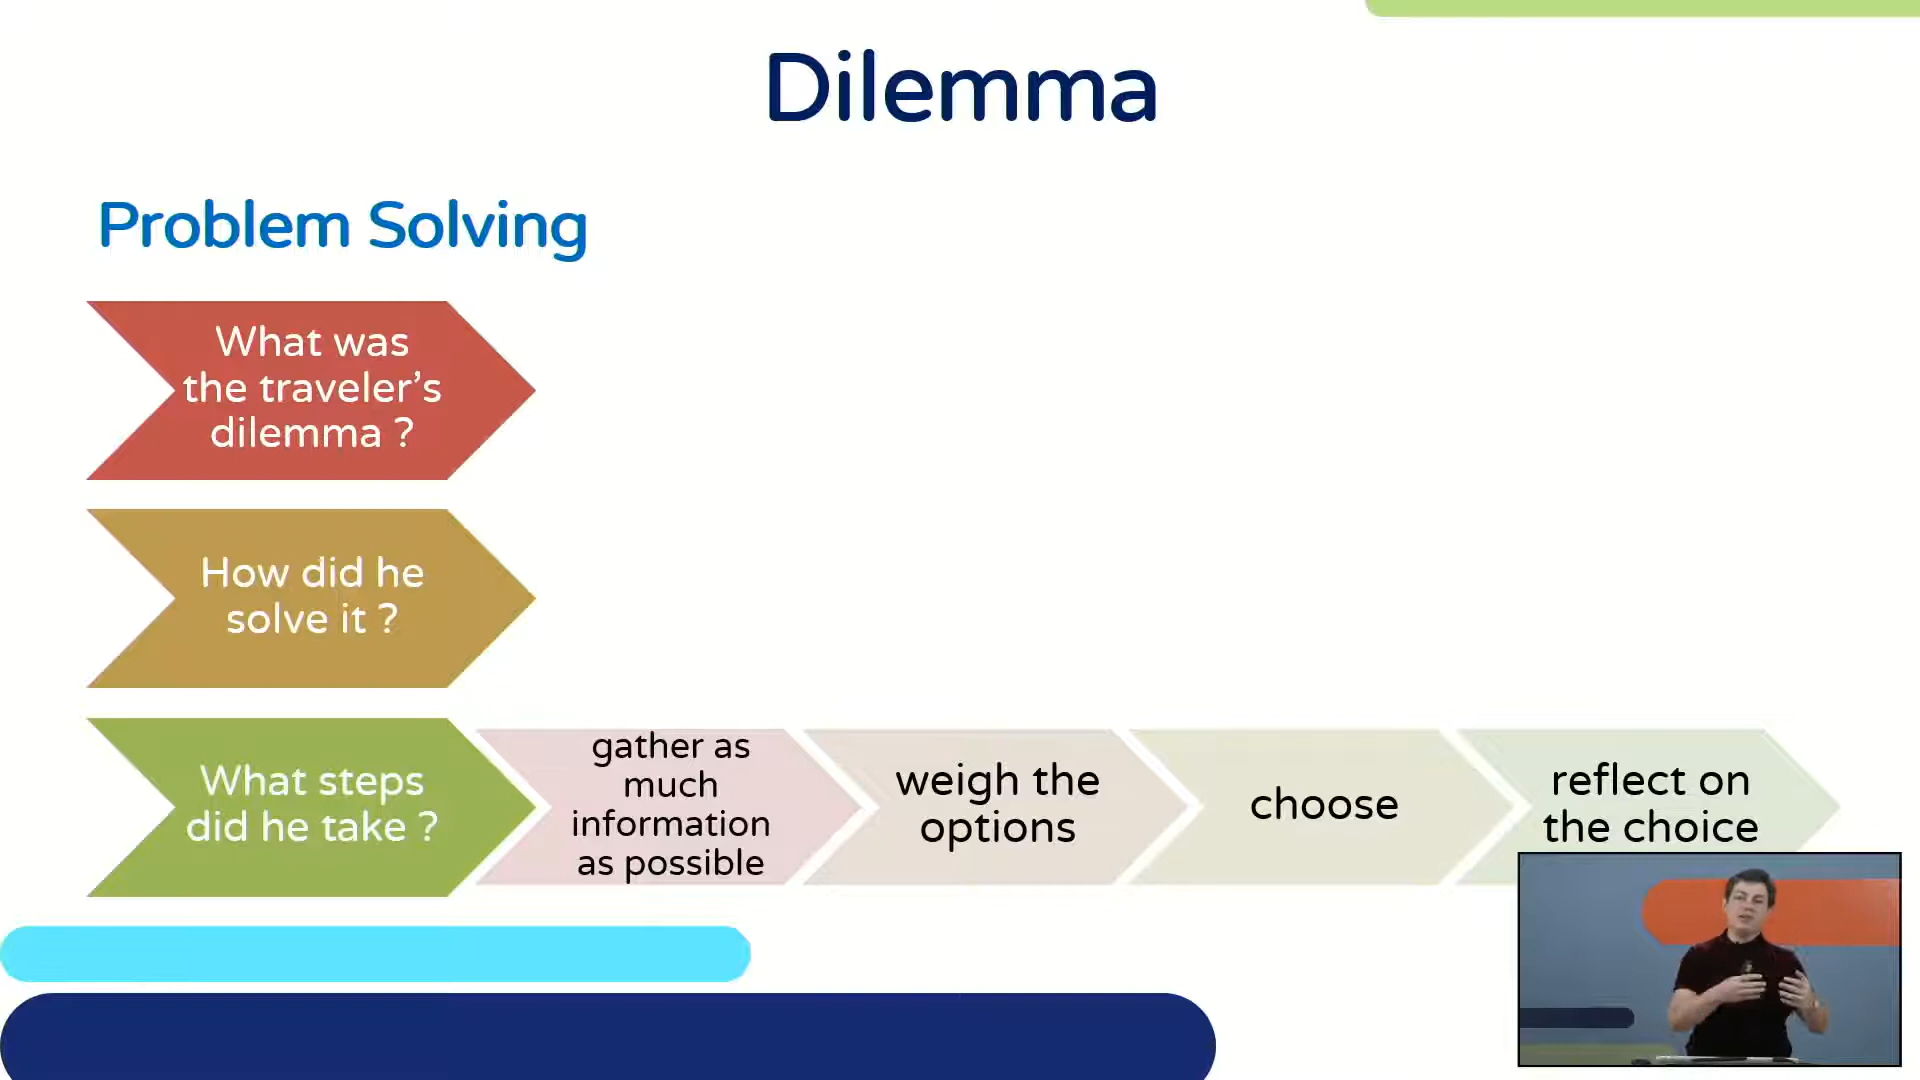 Dilemma
Problem Solving
What was
the traveler’s
dilemma ?
How did he
solve it ?
What steps
did he take ?
gather as
much
information
as possible
weigh the
options
choose
reflect on
the choice